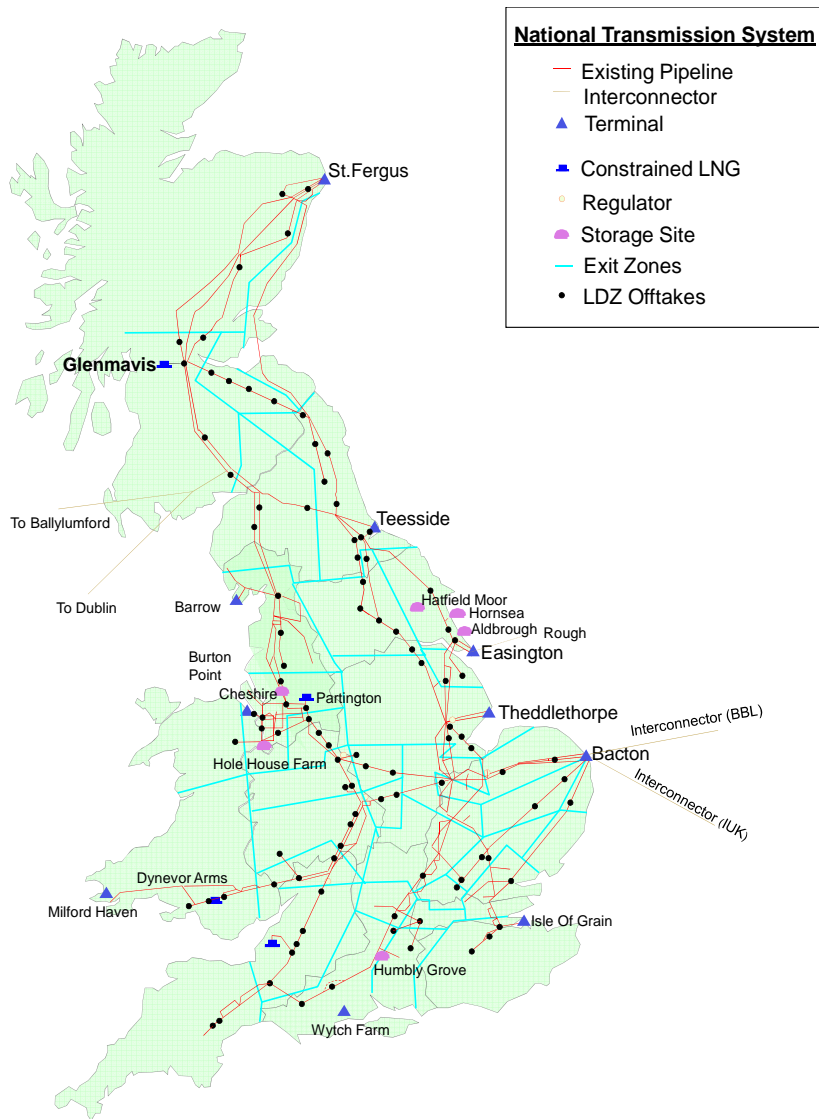 National Transmission System
Existing Pipeline
Interconnector
Terminal
Constrained LNG
Regulator
Storage Site
Exit Zones
LDZ Offtakes
St.Fergus
Glenmavis
To Ballylumford
Teesside
To Dublin
Barrow
Hatfield Moor
Hornsea
Aldbrough
Rough
Easington
Burton
Point
Cheshire
Partington
Theddlethorpe
Interconnector (BBL)
Bacton
Hole House Farm
Interconnector (IUK)
Dynevor Arms
Milford Haven
Isle Of Grain
Humbly Grove
Wytch Farm